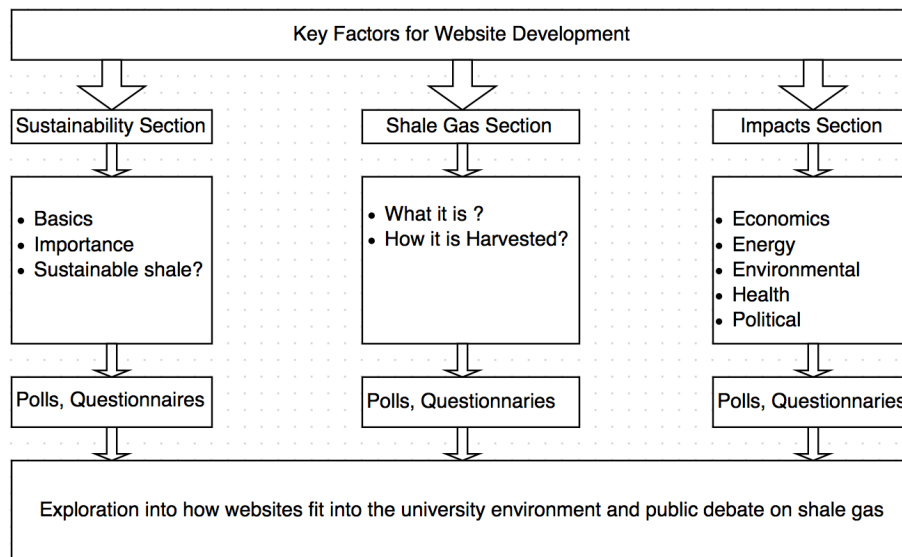 Key Factors for Website Development
Sustainability Section
Shale Gas Section
Impacts Section
• Basics
• Importance
• Sustainable shale?
• What it is ?
• How it is Harvested?
• Economics
• Energy
• Environmental
• Health
• Political
Polls, Questionnaires
Polls, Questionnaries
Polls, Questionnaries
Exploration into how websites fit into the university environment and public debate on shale gas